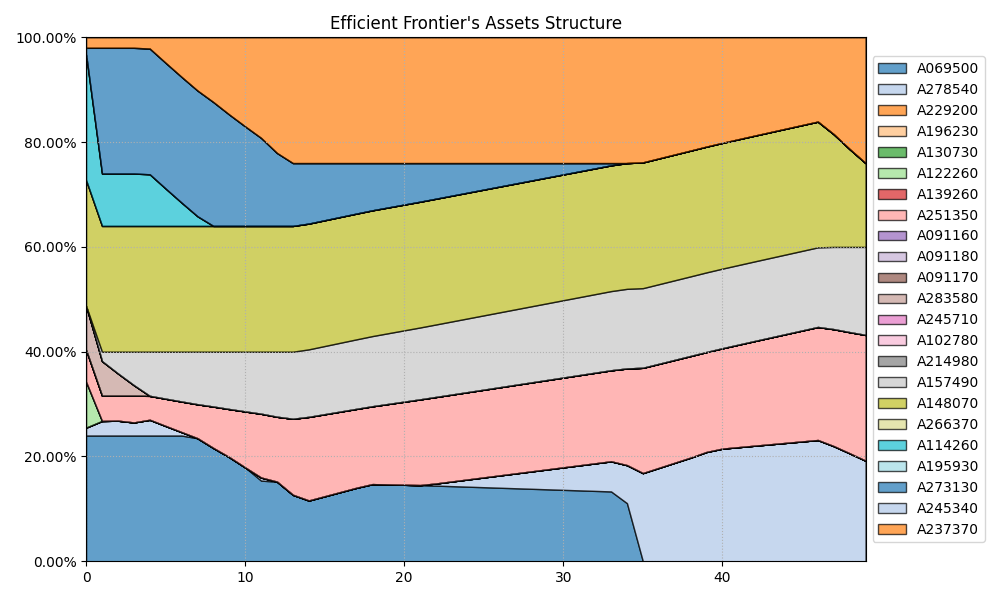 Efficient Frontier's Assets Structure
100.00%
80.00%
60.00%
40.00%
20.00%
0.00%
0
10
20
30
40
A069500
A278540
A229200
A196230
A130730
A122260
A139260
A251350
A091160
A091180
A091170
A283580
A245710
A102780
A214980
A157490
A148070
A266370
A114260
A195930
A273130
A245340
A237370